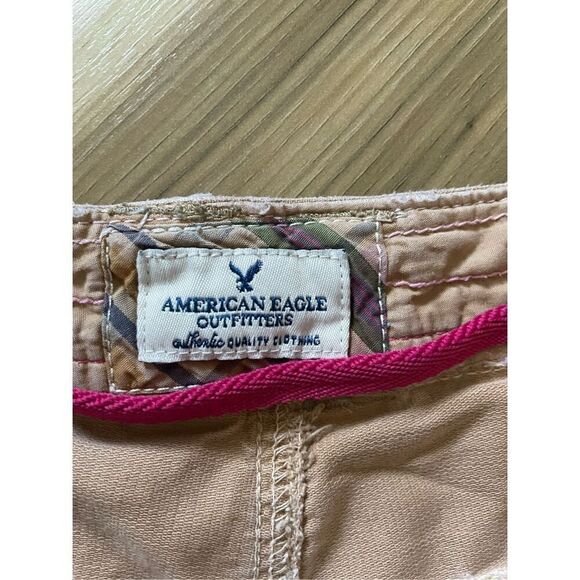 AMERICAN EAGLE
OUTFITTERS
authentic QUALITY CLOTHING